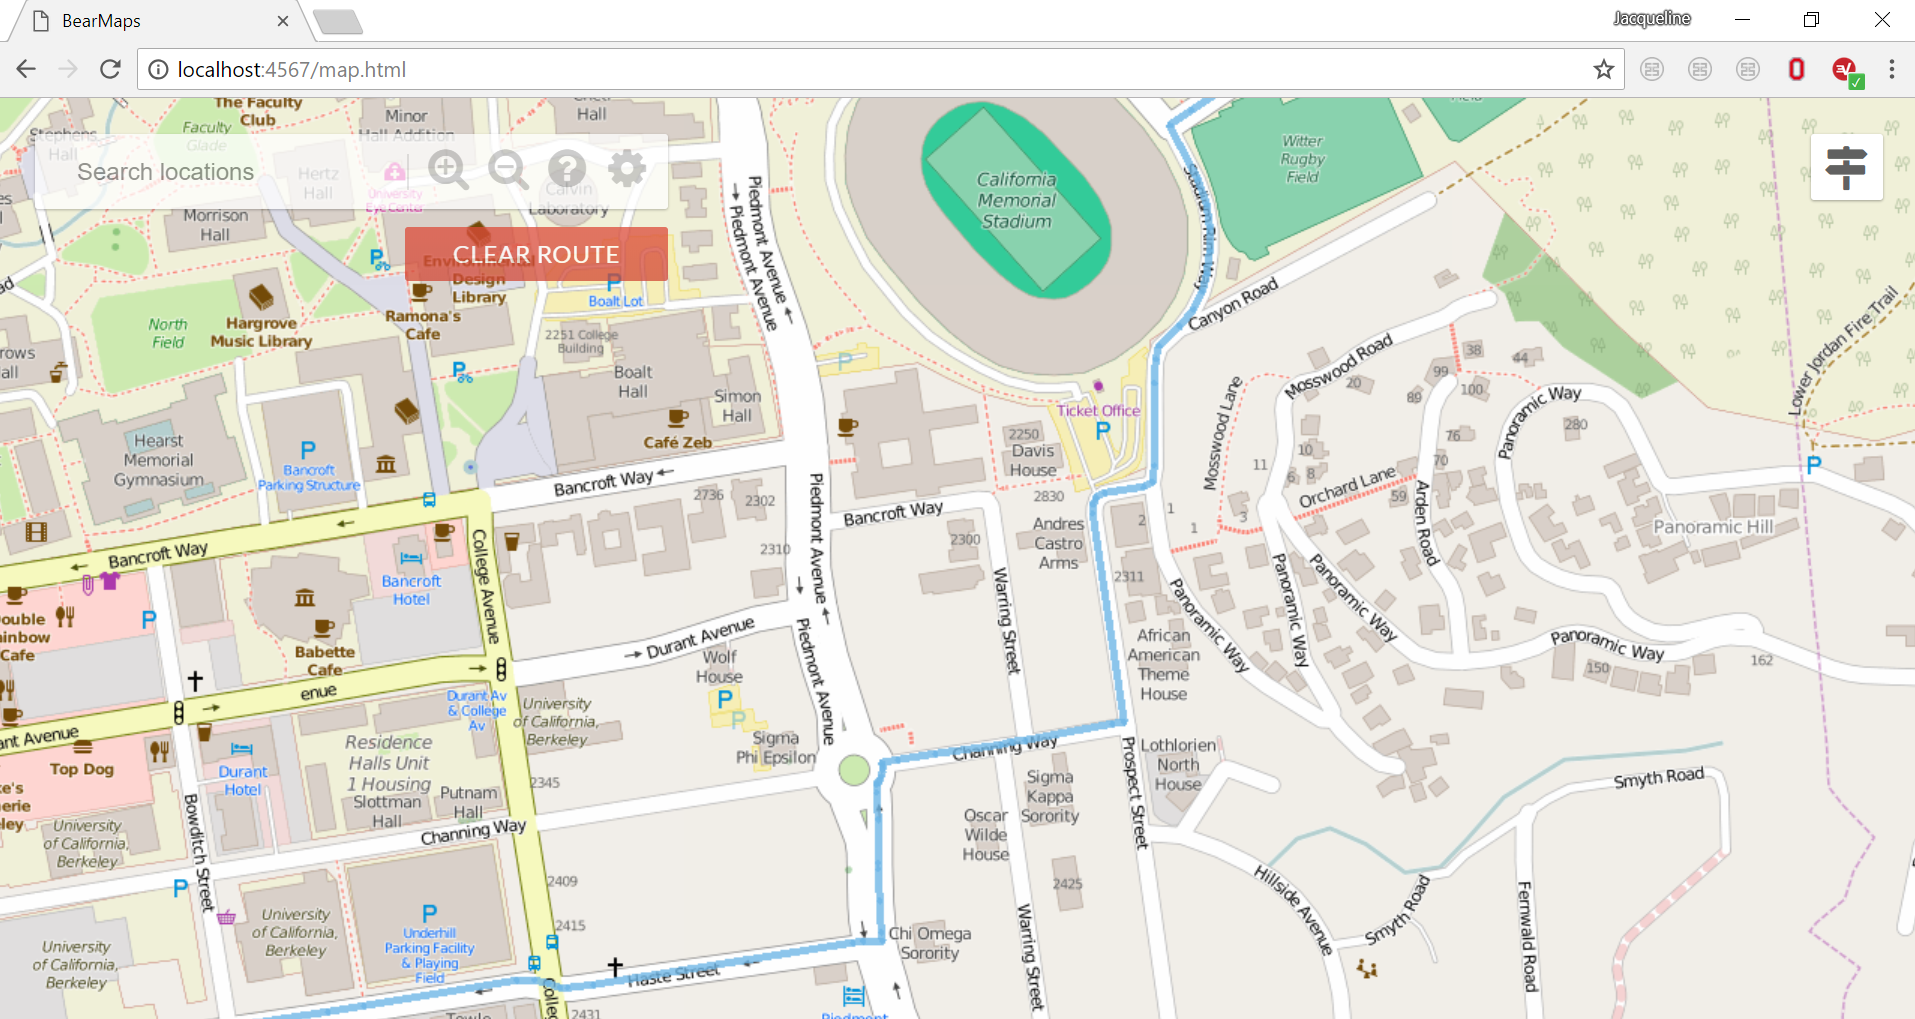 BearMaps
Jacqueline
localhost:4567/map.html
The Faculty
Club
Faculty
Glade
Minor
Hall Addition
Hall
Stephens
Hall
Search locations
Hertz
Hall
University
Eye Center
Calvin
Laboratory
Morrison
Hall
CLEAR ROUTE
Design
Library
Boalt Lot
Ramona's
Cafe
Hargrove
Music Library
North
Field
2251 College
Building
Boalt
Hall
Simon
Hall
Café Zeb
Hearst
Memorial
Gymnasium
Bancroft
Parking Structure
Piedmont Avenue
Piedmont Avenue
Piedmont Avenue
Piedmont Avenue
California
Memorial
Stadium
Witter
Rugby
Field
Stadium Rim Way
Canyon Road
Ticket Office
Mosswood Road
Mosswood Lane
Lower Jordan Fire Trail
38
44
99
100
89
20
76
70
59
10
6
8
11
3
1
1
2
280
Panoramic Way
Orchard Lane
Arden Road
Panoramic Hill
2250
Davis
House
2830
Andres
Castro
Arms
2311
Bancroft Way
Bancroft Way
Bancroft Way
2736
2302
2310
2300
College Avenue
Bancroft
Hotel
Babette
Cafe
Durant Avenue
Wolf
House
Warring Street
African
American
Theme
House
Panoramic Way
Panoramic Way
Panoramic Way
Panoramic Way
150
162
enue
ant Avenue
Durant Av
& College
Av
University
of California,
Berkeley
Residence
Halls Unit
1 Housing
Slottman
Hall
Putnam
Hall
Top Dog
Durant
Hotel
Sigma
Phi Epsilon
Channing Way
Channing Way
Prospect Street
Lothlorien
North
House
Sigma
Kappa
Sorority
Oscar
Wilde
House
Smyth Road
Smyth Road
Hillside Avenue
Fernwald Road
2345
2409
2415
2425
2431
Bowditch Street
University
of California,
Berkeley
University
of California,
Berkeley
University
of California,
Berkeley
Underhill
Parking Facility
& Playing
Field
Haste Street
Chi Omega
Sorority
Warring Street
Piedmont